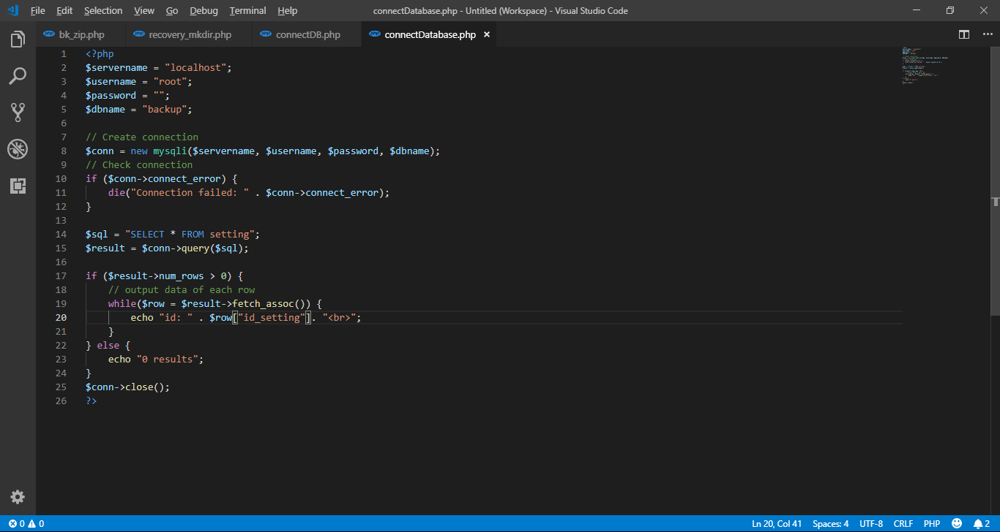 File Edit Selection View Go Debug Terminal Help connectDatabase.php - Untitled (Workspace) - Visual Studio Code
bk_zip.php recovery_mkdir.php connectDB.php connectDatabase.php
1 <?php
2 $servername = "localhost";
3 $username = "root";
4 $password = "";
5 $dbname = "backup";
6
7 // Create connection
8 $conn = new mysqli($servername, $username, $password, $dbname);
9 // Check connection
10 if ($conn->connect_error) {
11     die("Connection failed: " . $conn->connect_error);
12 }
13
14 $sql = "SELECT * FROM setting";
15 $result = $conn->query($sql);
16
17 if ($result->num_rows > 0) {
18     // output data of each row
19     while($row = $result->fetch_assoc()) {
20         echo "id: " . $row["id_setting"]. "<br>";
21     }
22 } else {
23     echo "0 results";
24 }
25 $conn->close();
26 ?>
0 0 Ln 20, Col 41 Spaces: 4 UTF-8 CRLF PHP 2